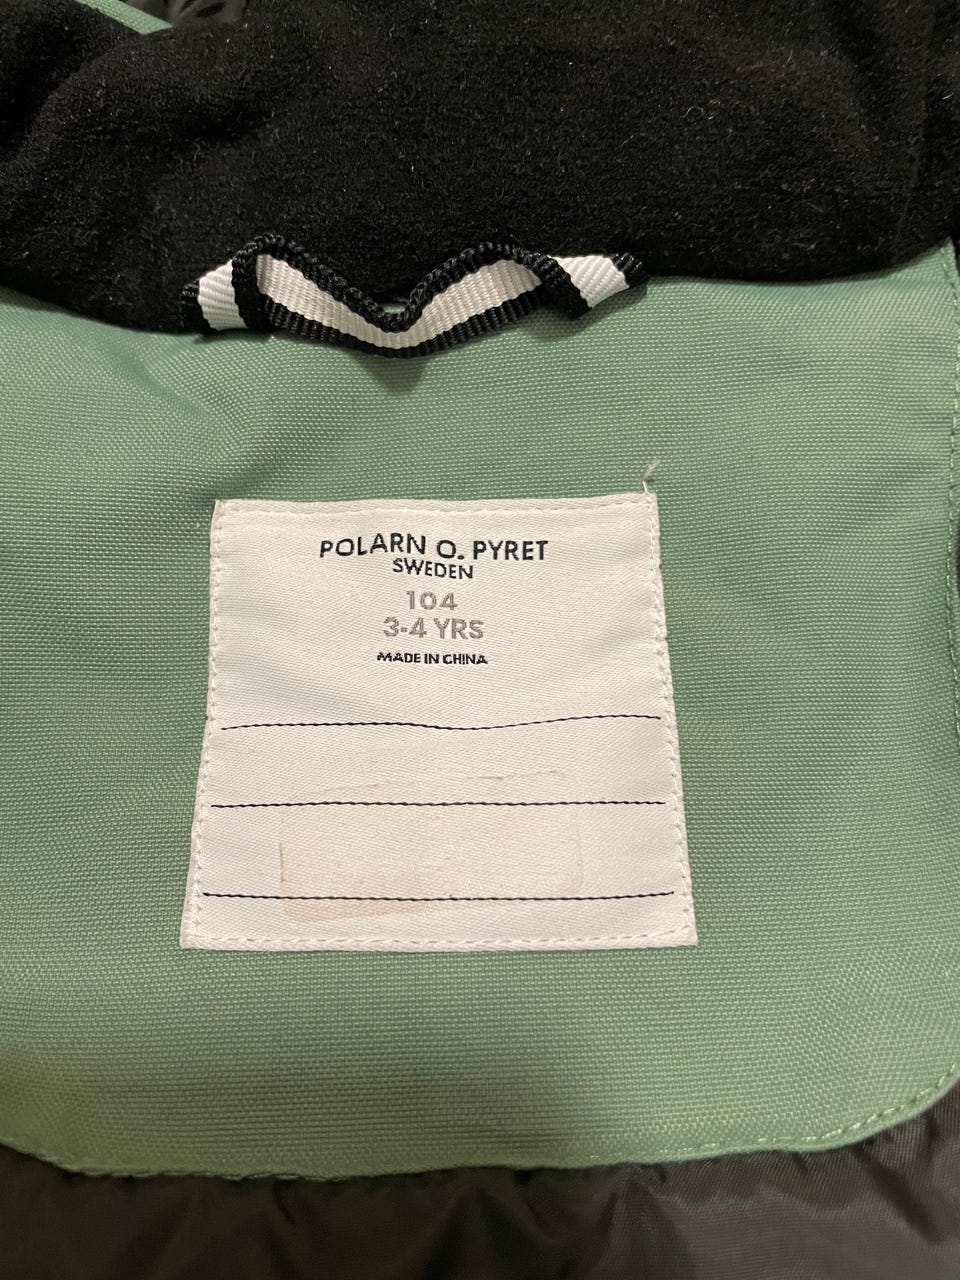 POLARN O. PYRET
SWEDEN
104
3-4 YRS
MADE IN CHINA